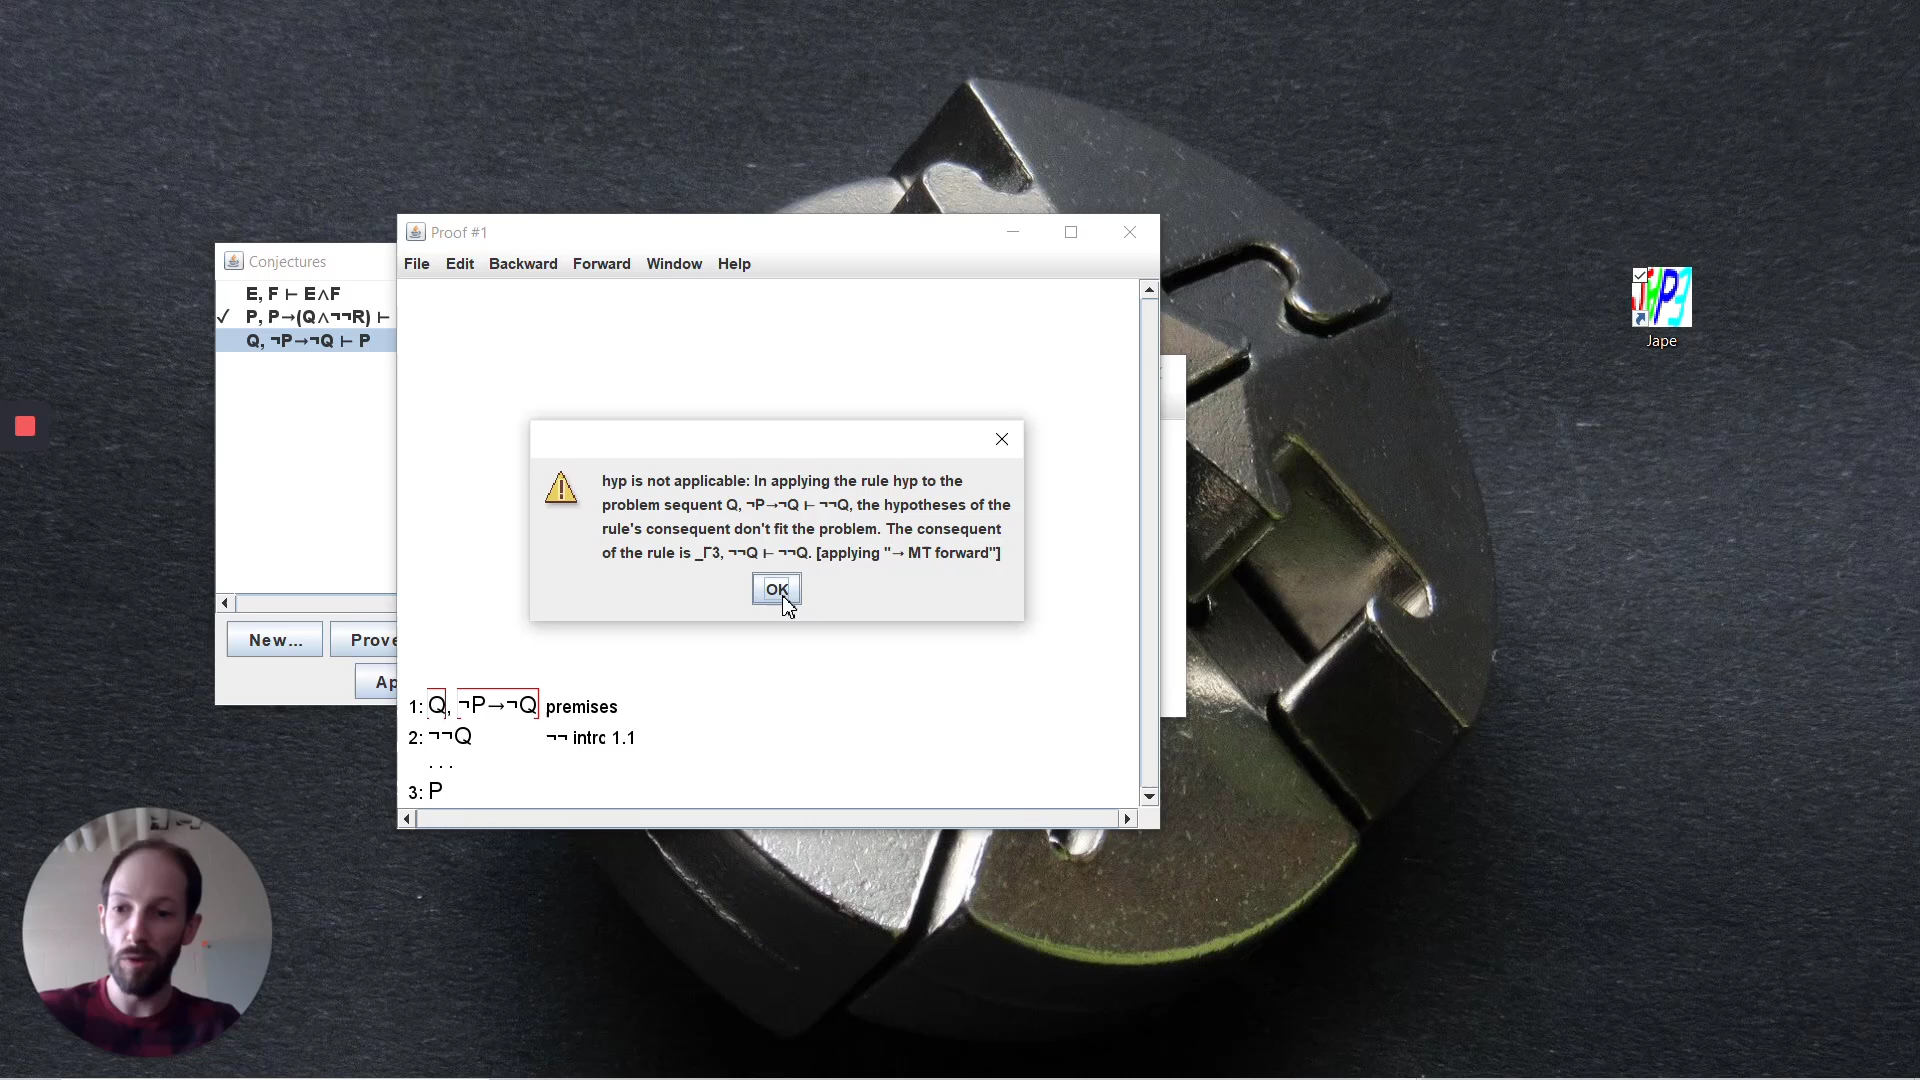 Proof #1
File Edit Backward Forward Window Help
Conjectures
E, F ⊢ E∧F
✓ P, P→(Q∧¬¬R) ⊢
Q, ¬P→¬Q ⊢ P
New...
Prove
hyp is not applicable: In applying the rule hyp to the
problem sequent Q, ¬P→¬Q ⊢ ¬¬Q, the hypotheses of the
rule's consequent don't fit the problem. The consequent
of the rule is _Γ3, ¬¬Q ⊢ ¬¬Q. [applying "→ MT forward"]
OK
1: Q, ¬P→¬Q premises
2: ¬¬Q ¬¬ intro 1.1
...
3: P
Jape